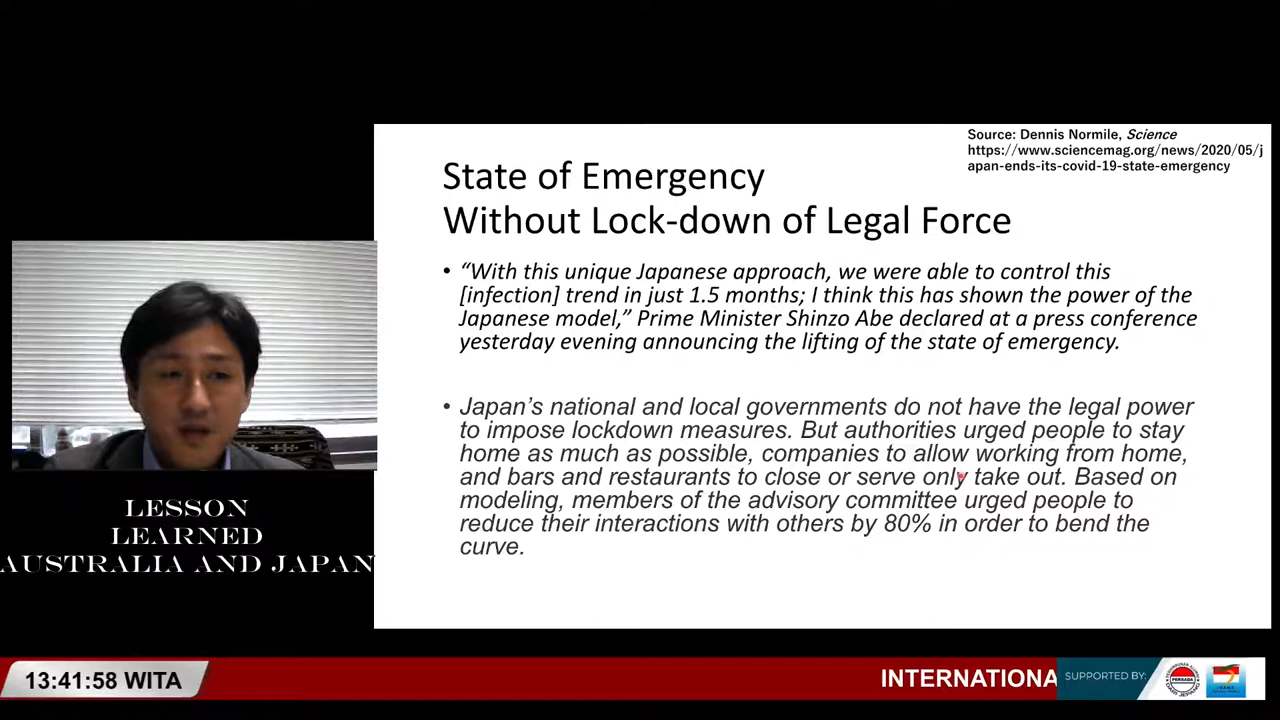 Source: Dennis Normile, Science
https://www.sciencemag.org/news/2020/05/j
apan-ends-its-covid-19-state-emergency
State of Emergency
Without Lock-down of Legal Force
• “With this unique Japanese approach, we were able to control this
[infection] trend in just 1.5 months; I think this has shown the power of the
Japanese model,” Prime Minister Shinzo Abe declared at a press conference
yesterday evening announcing the lifting of the state of emergency.
• Japan’s national and local governments do not have the legal power
to impose lockdown measures. But authorities urged people to stay
home as much as possible, companies to allow working from home,
and bars and restaurants to close or serve only take out. Based on
modeling, members of the advisory committee urged people to
reduce their interactions with others by 80% in order to bend the
curve.
LESSON
LEARNED
AUSTRALIA AND JAPAN
13:41:58 WITA
INTERNATIONA
SUPPORTED BY:
PERSADA